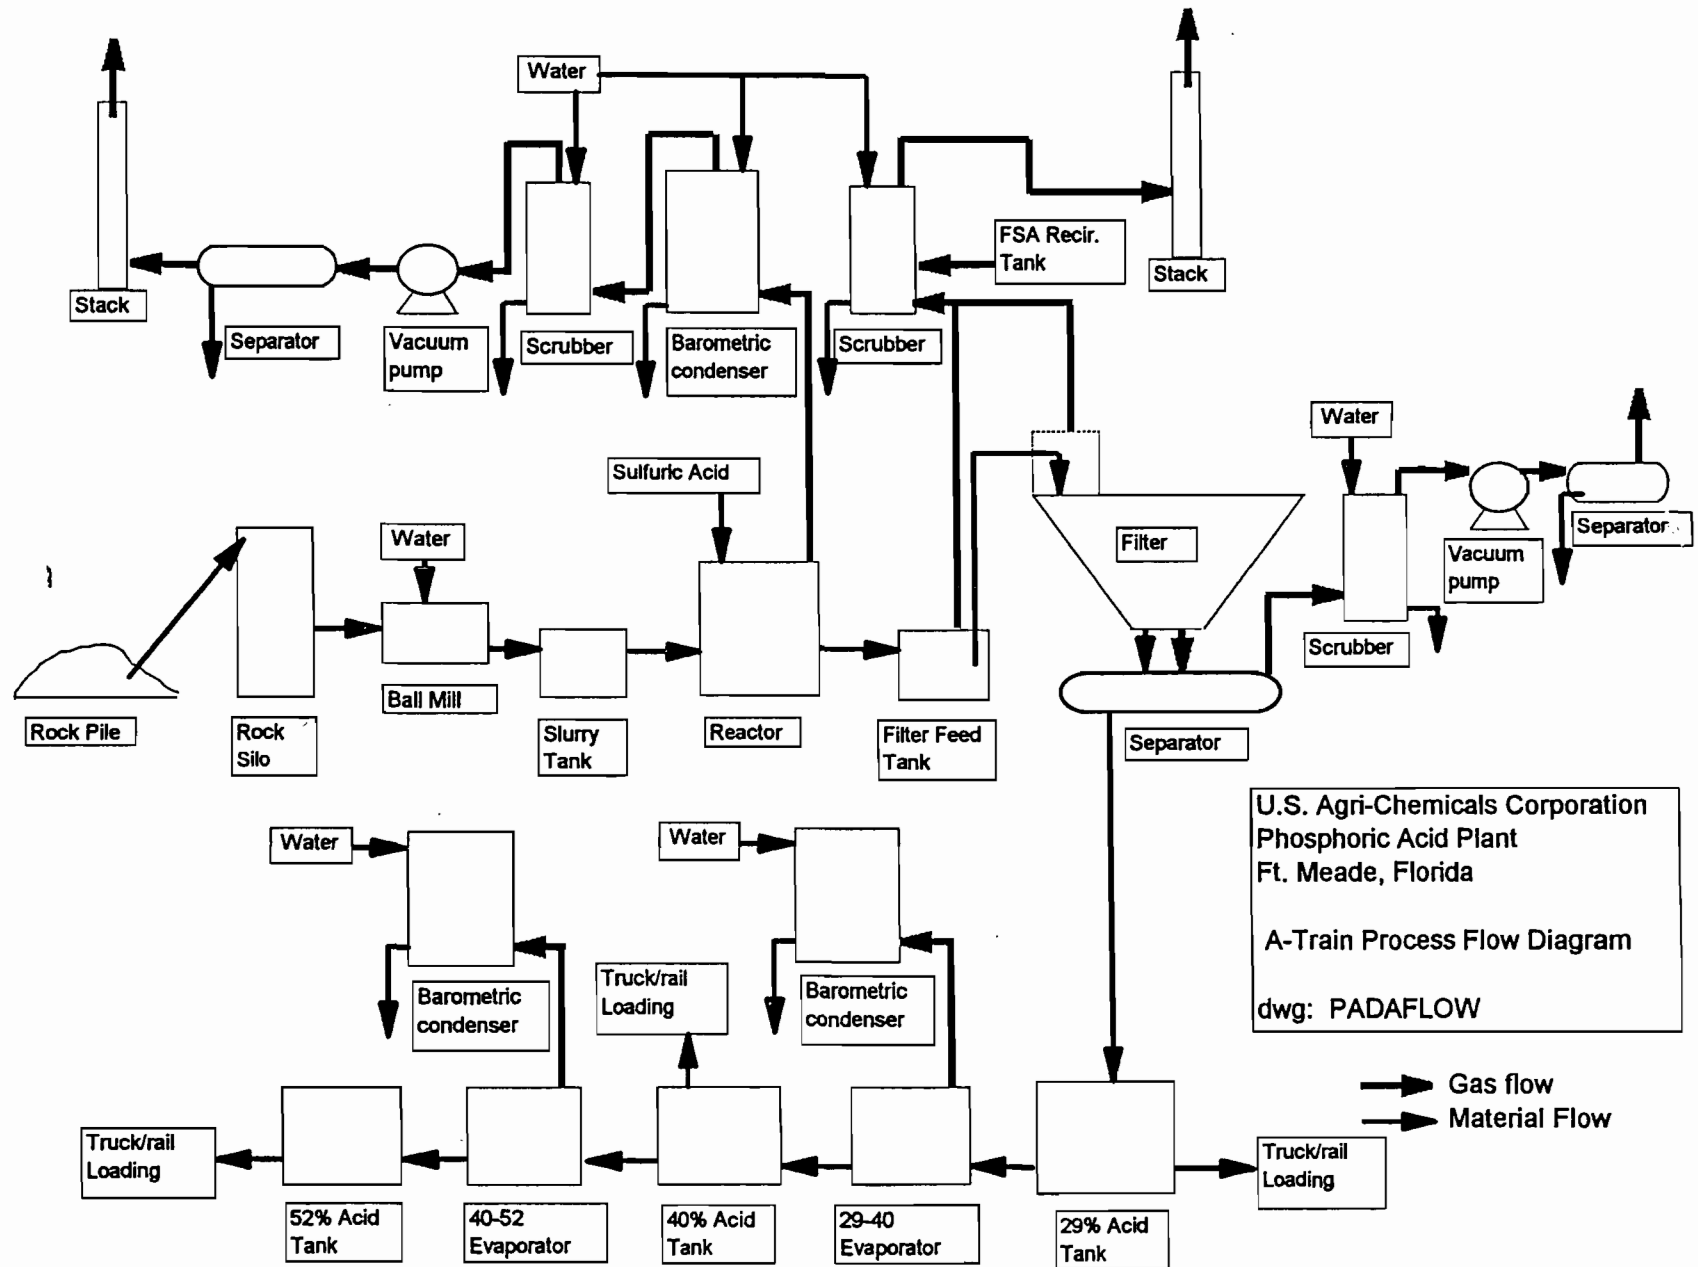 Water
Stack
Separator
Vacuum
pump
Scrubber
Barometric
condenser
Scrubber
FSA Recir.
Tank
Stack
Sulfuric Acid
Water
Filter
Water
Separator
Vacuum
pump
Scrubber
Rock Pile
Rock
Silo
Ball Mill
Slurry
Tank
Reactor
Filter Feed
Tank
Separator
U.S. Agri-Chemicals Corporation
Phosphoric Acid Plant
Ft. Meade, Florida
A-Train Process Flow Diagram
dwg: PADAFLOW
Water
Barometric
condenser
Truck/rail
Loading
Water
Barometric
condenser
Gas flow
Material Flow
Truck/rail
Loading
52% Acid
Tank
40-52
Evaporator
40% Acid
Tank
29-40
Evaporator
29% Acid
Tank
Truck/rail
Loading